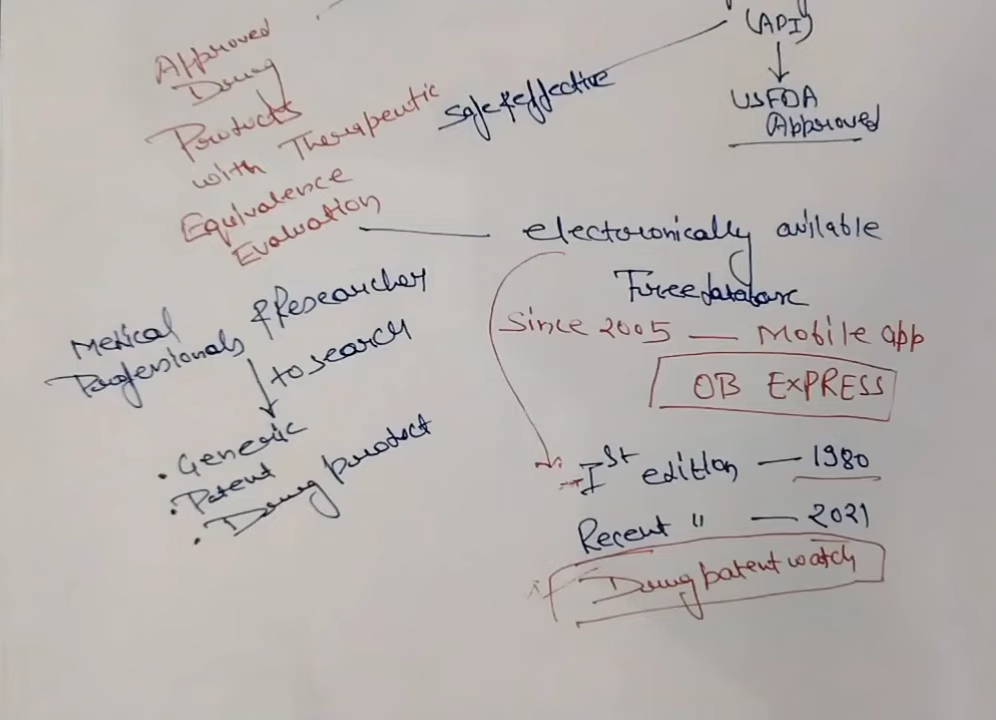 Approved
Drug
Products
with Therapeutic
Equivalence
Evaluation
Safe & effective
(API)
USFDA
Approved
electoronically available
Free database
Since 2005 — Mobile app
OB EXPRESS
Ist edition — 1980
Recent " — 2021
Drug patent watch
Medical
Professionals & Researcher
to search
• Generic
• Patent
• Drug product